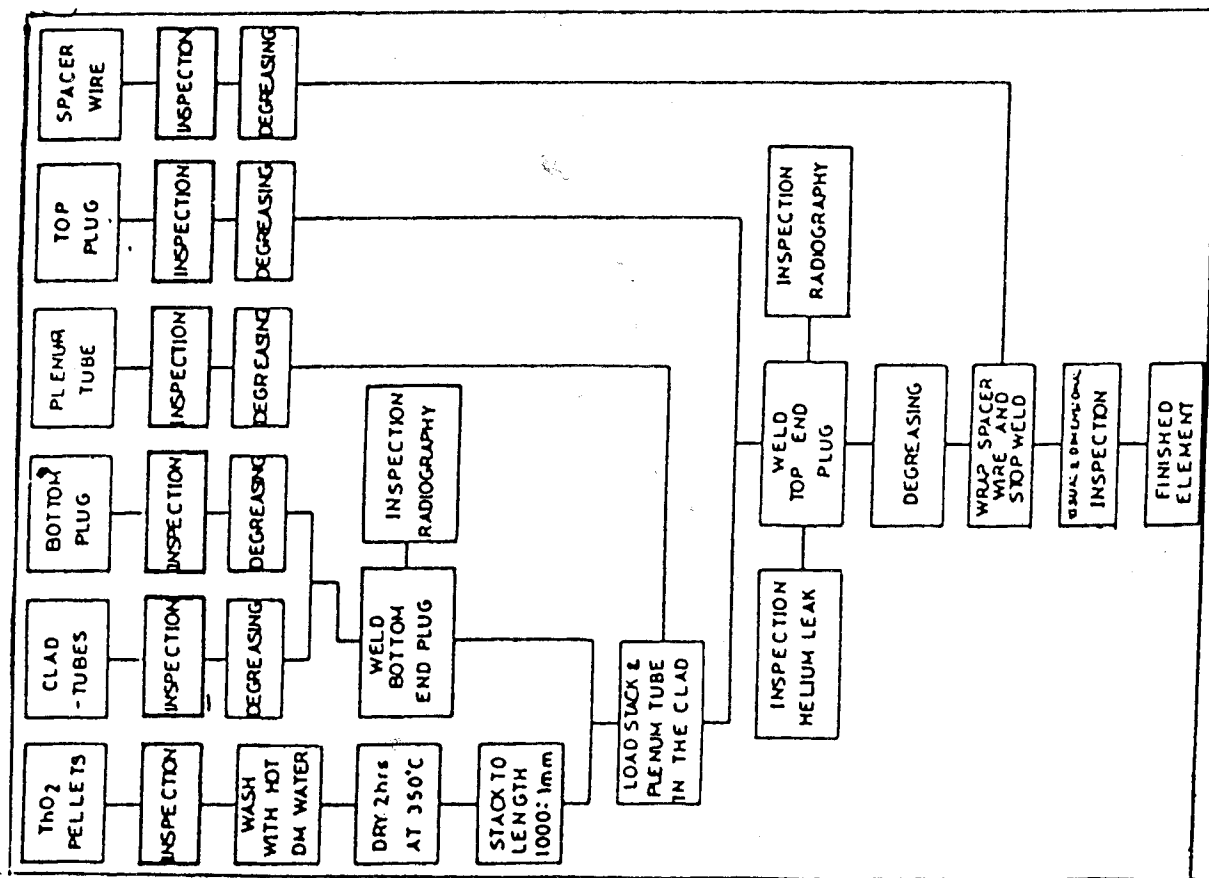 ThO2
PELLETS
INSPECTION
WASH
WITH HOT
DM WATER
DRY 2hrs
AT 350°C
STACK TO
LENGTH
1000:1mm
CLAD
-TUBES
INSPECTION
DEGREASING
BOTTOM
PLUG
INSPECTION
DEGREASING
WELD
BOTTOM
END PLUG
INSPECTION
RADIOGRAPHY
PLENUM
TUBE
INSPECTION
DEGREASING
LOAD STACK &
PLENUM TUBE
IN THE CLAD
TOP
PLUG
INSPECTION
DEGREASING
INSPECTION
HELIUM LEAK
WELD
TOP END
PLUG
INSPECTION
RADIOGRAPHY
DEGREASING
SPACER
WIRE
INSPECTION
DEGREASING
WRAP SPACER
WIRE AND
STOP WELD
& DIMENSIONAL
INSPECTION
FINISHED
ELEMENT